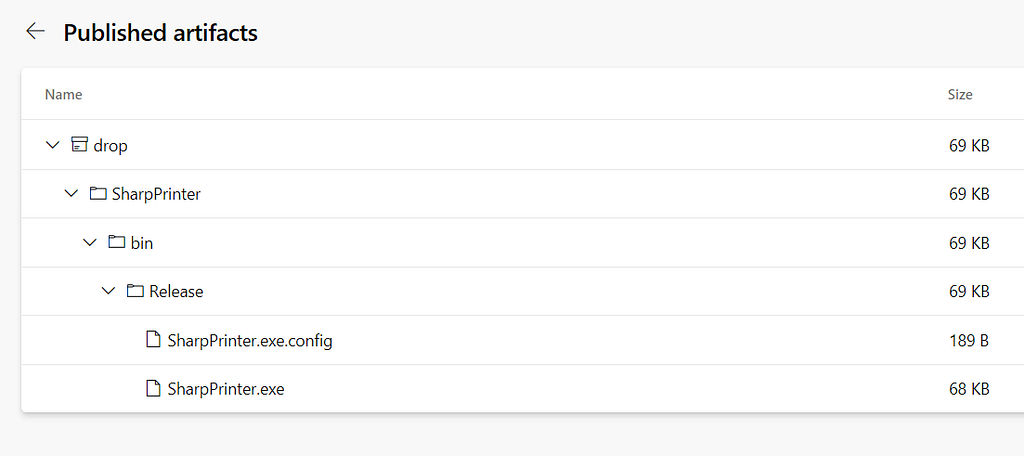 Published artifacts
Name Size
drop 69 KB
SharpPrinter 69 KB
bin 69 KB
Release 69 KB
SharpPrinter.exe.config 189 B
SharpPrinter.exe 68 KB